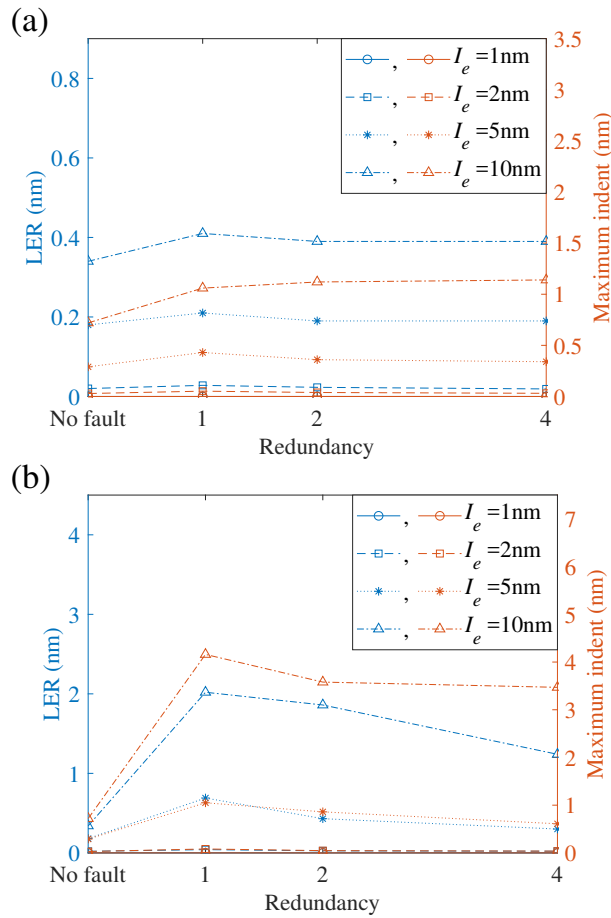 (a)
0.8
0.6
0.4
0.2
0
LER (nm)
3.5
3
2.5
2
1.5
1
0.5
0
Maximum indent (nm)
, I_e =1nm
, I_e =2nm
, I_e =5nm
, I_e =10nm
No fault 1 2 4
Redundancy
(b)
4
3
2
1
0
LER (nm)
7
6
5
4
3
2
1
0
Maximum indent (nm)
, I_e =1nm
, I_e =2nm
, I_e =5nm
, I_e =10nm
No fault 1 2 4
Redundancy